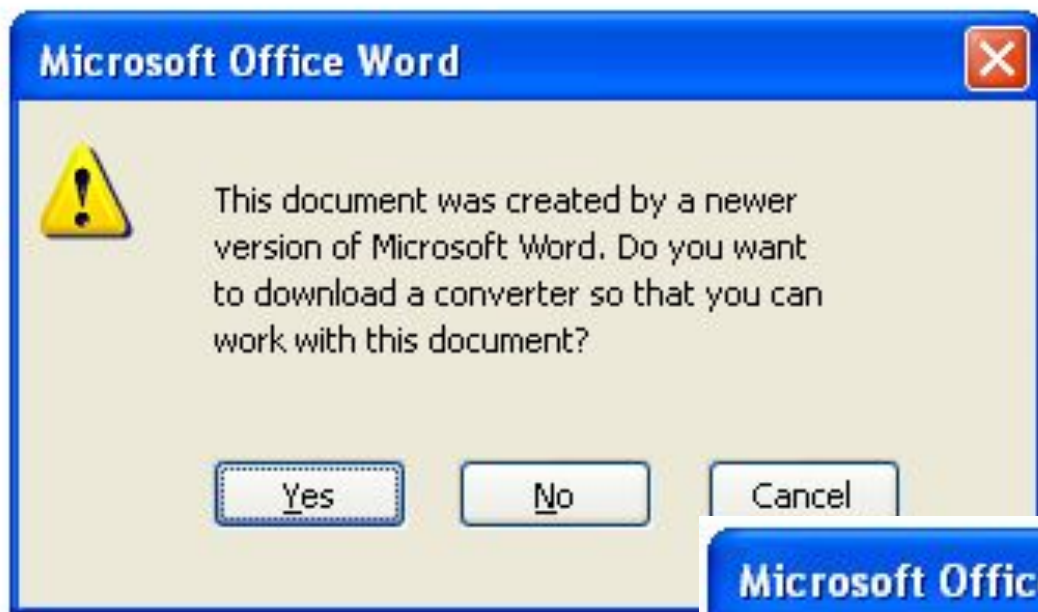 Microsoft Office Word
This document was created by a newer
version of Microsoft Word. Do you want
to download a converter so that you can
work with this document?
Yes No Cancel
Microsoft Offic